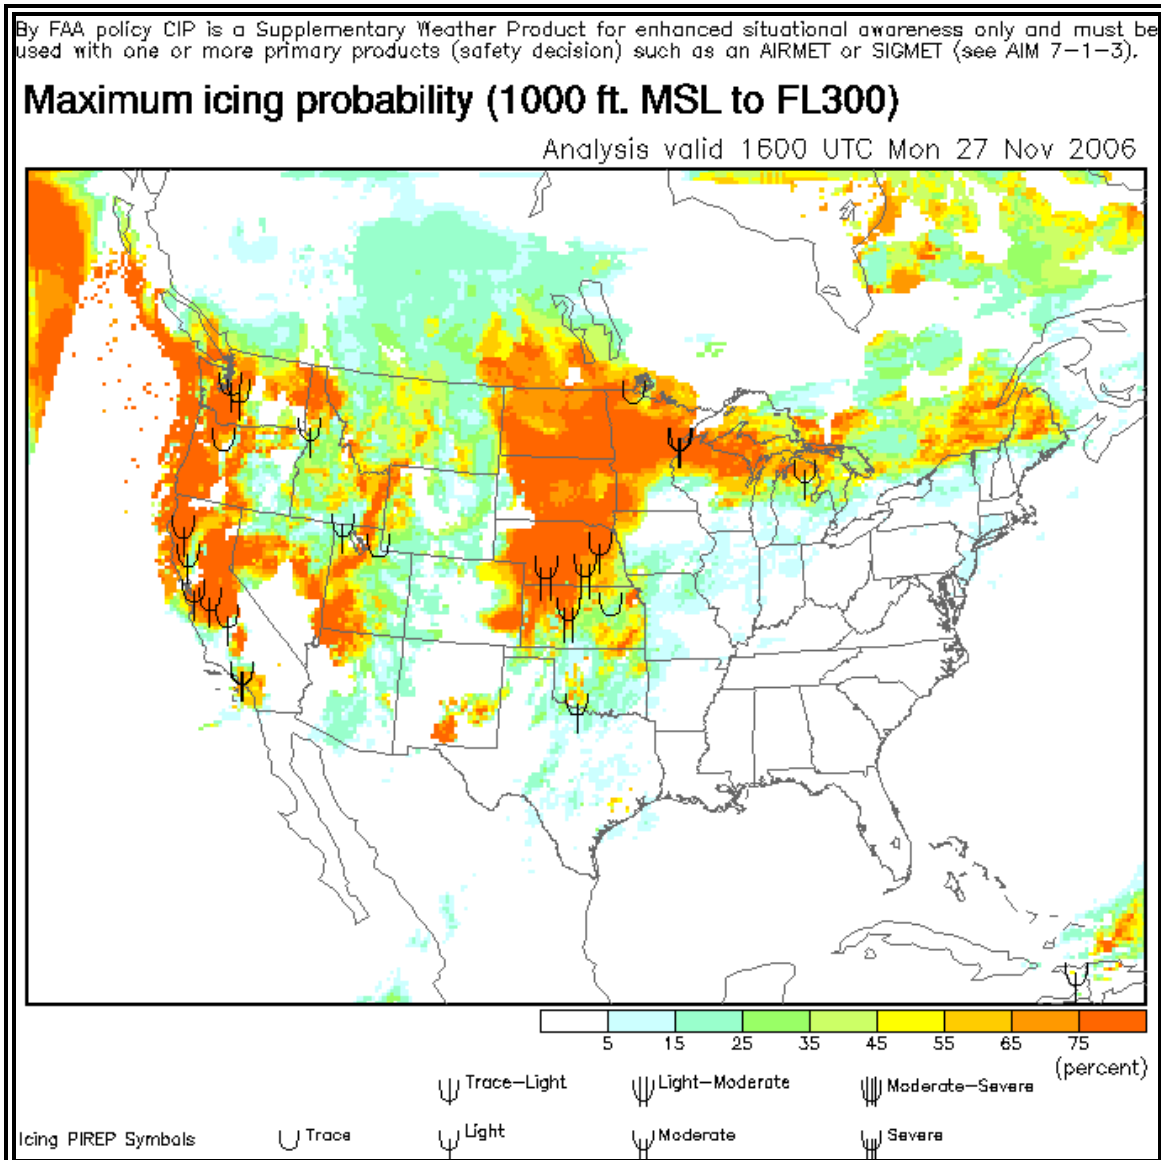 By FAA policy CIP is a Supplementary Weather Product for enhanced situational awareness only and must be
used with one or more primary products (safety decision) such as an AIRMET or SIGMET (see AIM 7-1-3).
Maximum icing probability (1000 ft. MSL to FL300)
Analysis valid 1600 UTC Mon 27 Nov 2006
5 15 25 35 45 55 65 75
(percent)
Trace-Light Light-Moderate Moderate-Severe
Icing PIREP Symbols Trace Light Moderate Severe